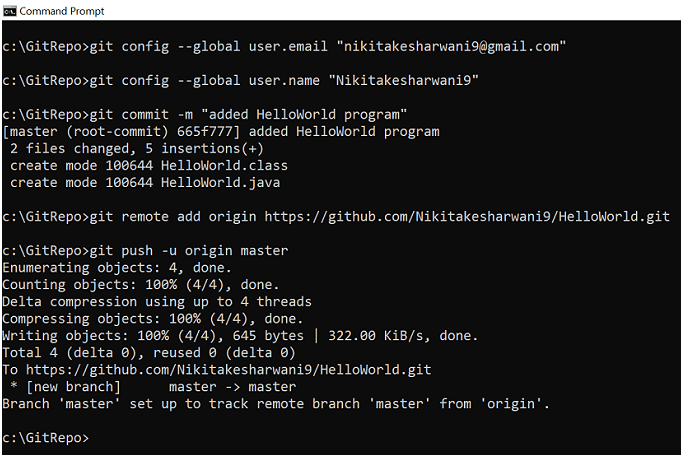 Command Prompt
c:\GitRepo>git config --global user.email "nikitakesharwani9@gmail.com"
c:\GitRepo>git config --global user.name "Nikitakesharwani9"
c:\GitRepo>git commit -m "added HelloWorld program"
[master (root-commit) 665f777] added HelloWorld program
 2 files changed, 5 insertions(+)
 create mode 100644 HelloWorld.class
 create mode 100644 HelloWorld.java
c:\GitRepo>git remote add origin https://github.com/Nikitakesharwani9/HelloWorld.git
c:\GitRepo>git push -u origin master
Enumerating objects: 4, done.
Counting objects: 100% (4/4), done.
Delta compression using up to 4 threads
Compressing objects: 100% (4/4), done.
Writing objects: 100% (4/4), 645 bytes | 322.00 KiB/s, done.
Total 4 (delta 0), reused 0 (delta 0)
To https://github.com/Nikitakesharwani9/HelloWorld.git
 * [new branch]      master -> master
Branch 'master' set up to track remote branch 'master' from 'origin'.
c:\GitRepo>